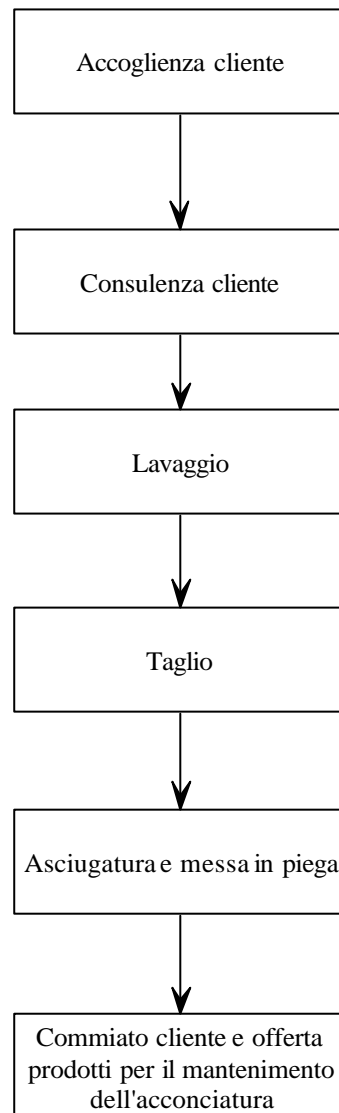 Accoglienza cliente
Consulenza cliente
Lavaggio
Taglio
Asciugatura e messa in piega
Commiato cliente e offerta
prodotti per il mantenimento
dell'acconciatura